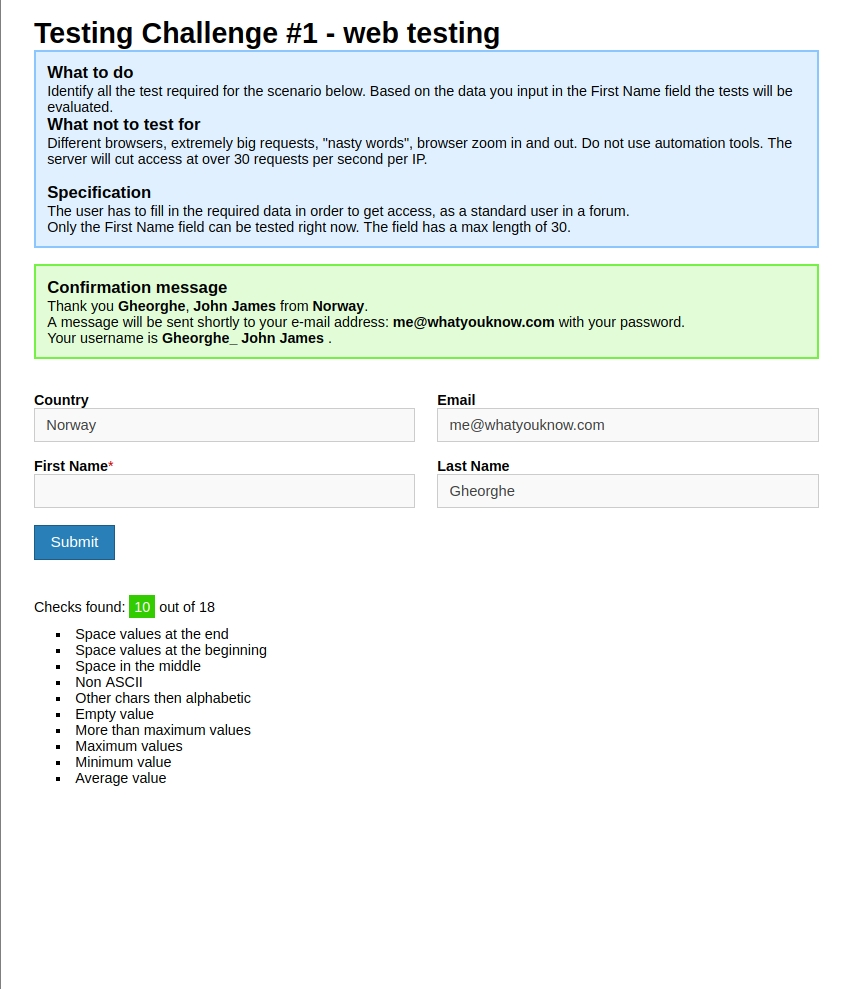 Testing Challenge #1 - web testing
What to do
Identify all the test required for the scenario below. Based on the data you input in the First Name field the tests will be
evaluated.
What not to test for
Different browsers, extremely big requests, "nasty words", browser zoom in and out. Do not use automation tools. The
server will cut access at over 30 requests per second per IP.
Specification
The user has to fill in the required data in order to get access, as a standard user in a forum.
Only the First Name field can be tested right now. The field has a max length of 30.
Confirmation message
Thank you Gheorghe, John James from Norway.
A message will be sent shortly to your e-mail address: me@whatyouknow.com with your password.
Your username is Gheorghe_ John James .
Country Email
Norway me@whatyouknow.com
First Name* Last Name
Gheorghe
Submit
Checks found: 10 out of 18
▪ Space values at the end
▪ Space values at the beginning
▪ Space in the middle
▪ Non ASCII
▪ Other chars then alphabetic
▪ Empty value
▪ More than maximum values
▪ Maximum values
▪ Minimum value
▪ Average value